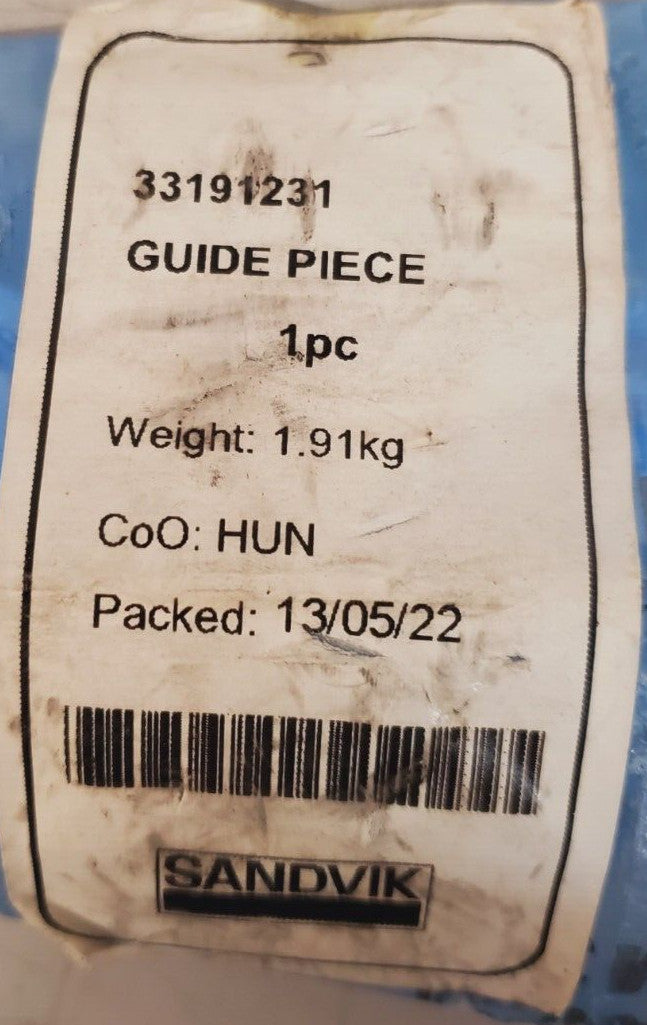 33191231
GUIDE PIECE
1pc
Weight: 1.91kg
CoO: HUN
Packed: 13/05/22
SANDVIK